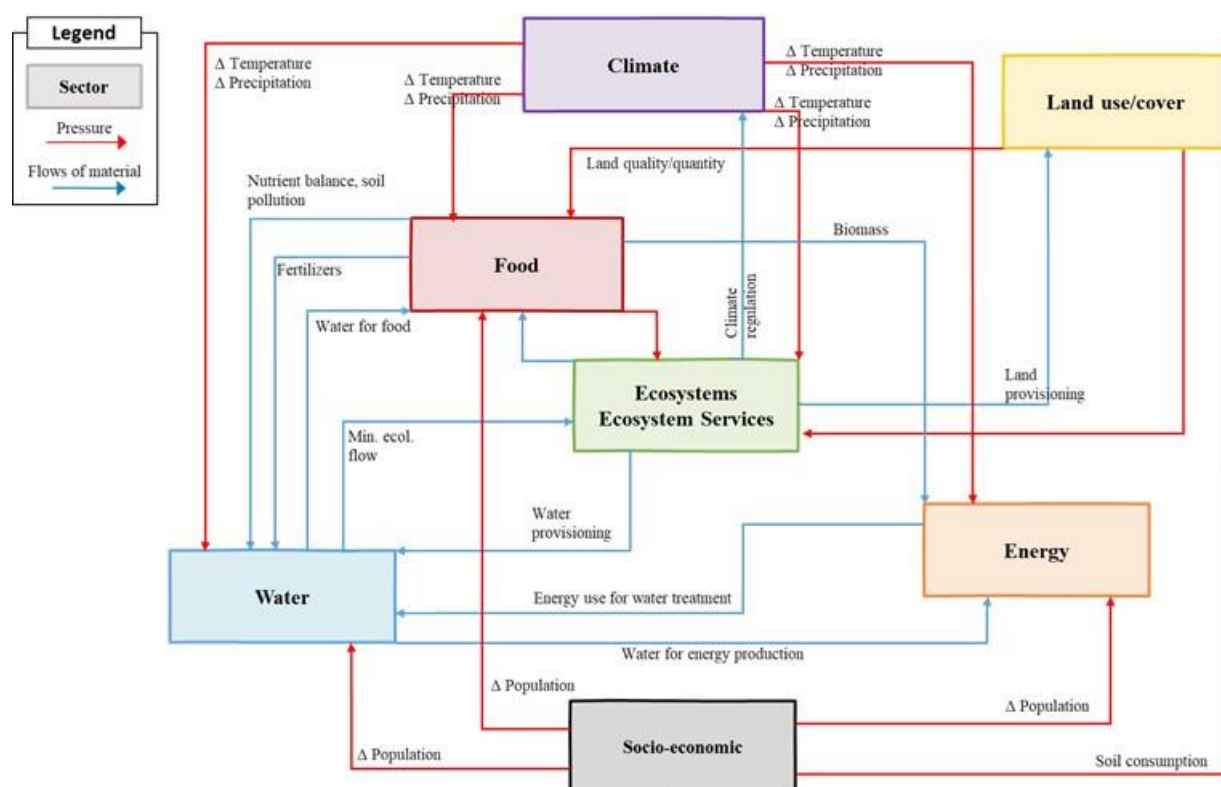 Legend
Sector
Pressure
Flows of material
Climate
Land use/cover
Δ Temperature
Δ Precipitation
Δ Temperature
Δ Precipitation
Δ Temperature
Δ Precipitation
Δ Temperature
Δ Precipitation
Land quality/quantity
Nutrient balance, soil
pollution
Food
Biomass
Fertilizers
Water for food
Climate
regulation
Ecosystems
Ecosystem Services
Land
provisioning
Min. ecol.
flow
Water
provisioning
Energy
Water
Energy use for water treatment
Water for energy production
Δ Population
Δ Population
Δ Population
Socio-economic
Soil consumption